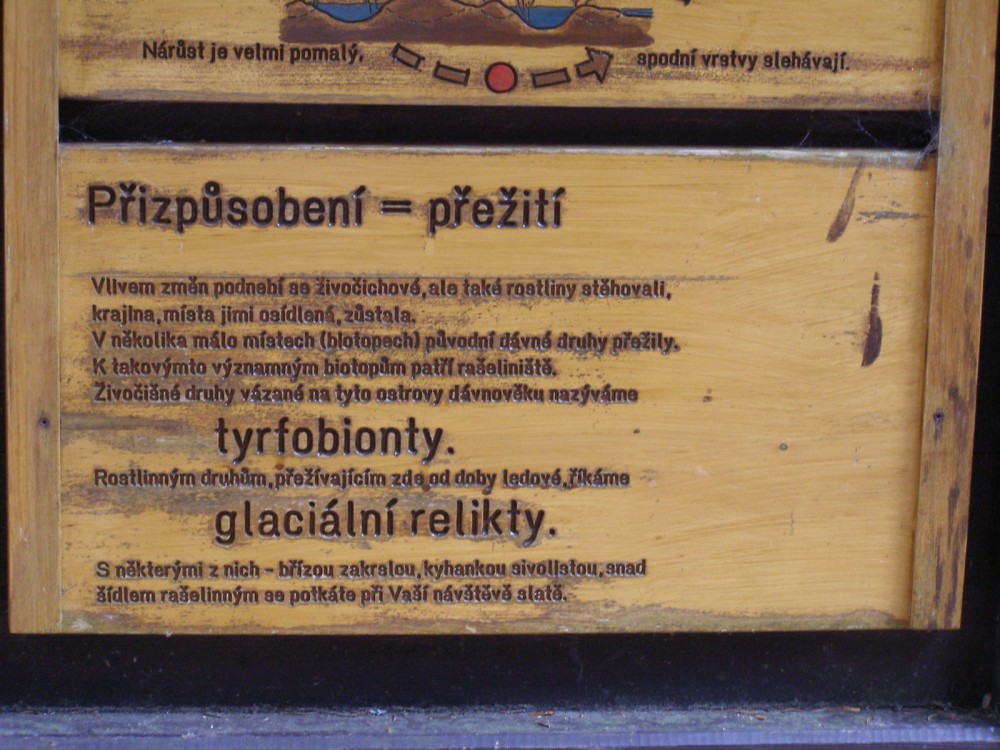 Nárůst je velmi pomalý,
spodní vrstvy slehávají.
Přizpůsobení = přežití
Vlivem změn podnebí se živočichové, ale také rostliny stěhovali,
krajina, místa jimi osídlená, zůstala.
V několika málo místech (biotopech) původní dávné druhy přežily.
K takovýmto významným biotopům patří rašeliniště.
Živočišné druhy vázané na tyto ostrovy dávnověku nazýváme
tyrfobionty.
Rostlinným druhům, přežívajícím zde od doby ledové, říkáme
glaciální relikty.
S některými z nich - břízou zakrslou, kyhankou sivolistou, snad
šídlem rašelinným se potkáte při Vaší návštěvě slatě.